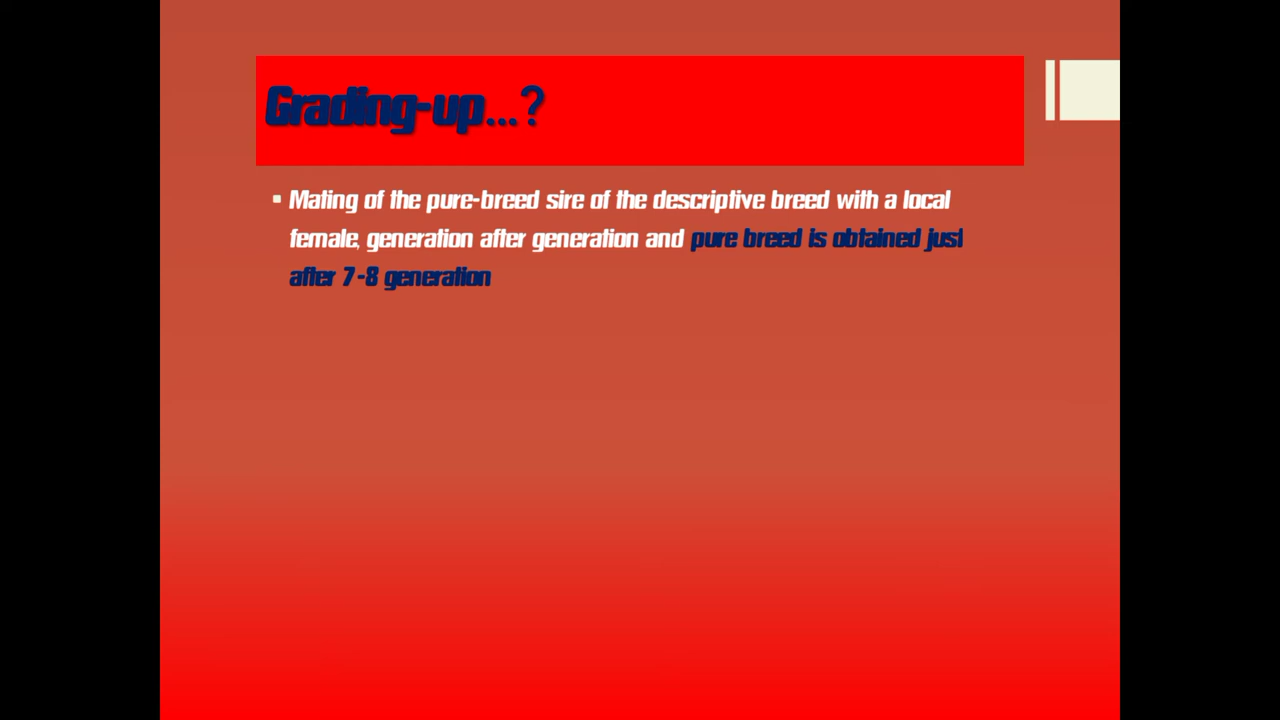 Grading-up...?
▪ Mating of the pure-breed sire of the descriptive breed with a local
female, generation after generation and pure breed is obtained just
after 7-8 generation